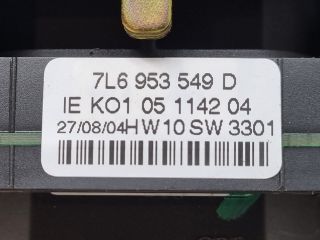 7L6 953 549 D
IE KO1 05 1142 04
27/08/04HW10 SW 3301